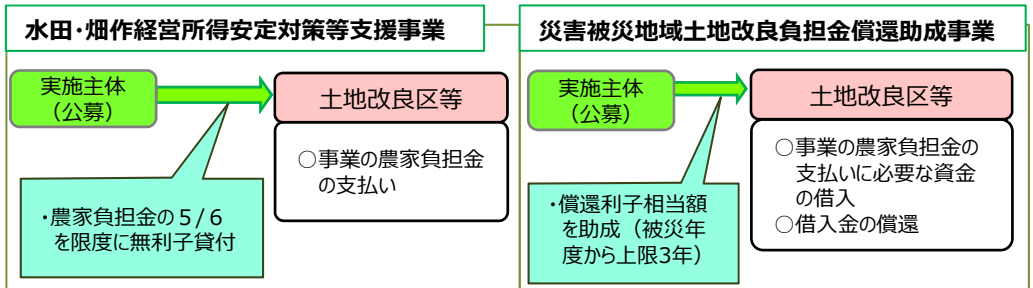 水田・畑作経営所得安定対策等支援事業
実施主体
（公募）
土地改良区等
○事業の農家負担金
の支払い
・農家負担金の５/６
を限度に無利子貸付
災害被災地域土地改良負担金償還助成事業
実施主体
（公募）
土地改良区等
○事業の農家負担金の
支払いに必要な資金
の借入
○借入金の償還
・償還利子相当額
を助成（被災年
度から上限3年）